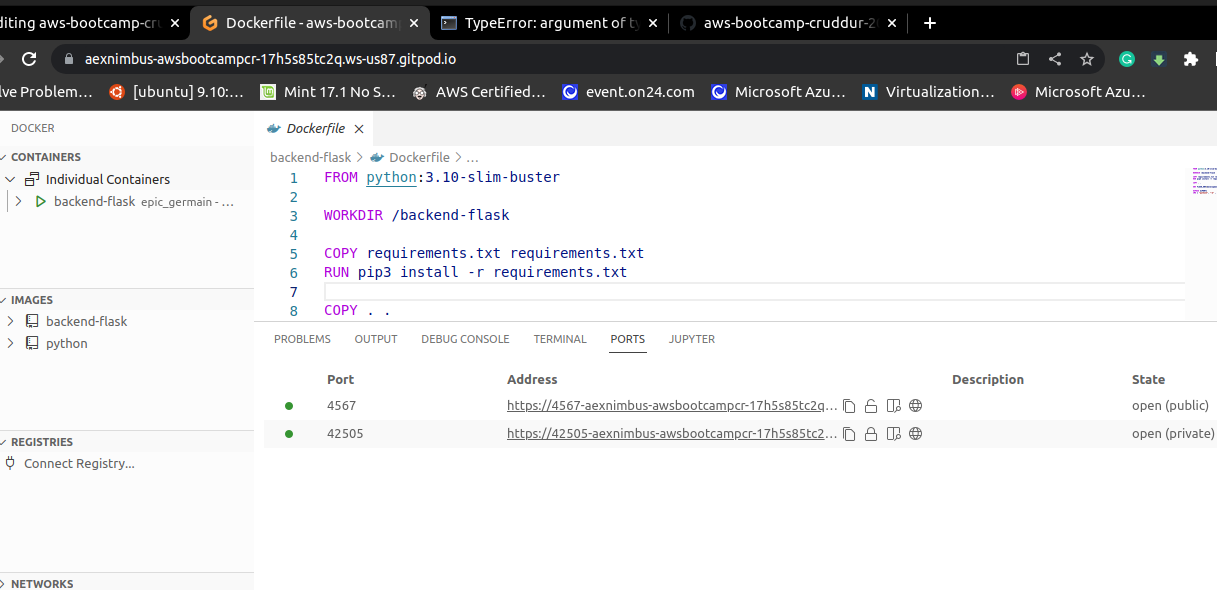 diting aws-bootcamp-cru
Dockerfile - aws-bootcamp
TypeError: argument of ty
aws-bootcamp-cruddur-20
aexnimbus-awsbootcampcr-17h5s85tc2q.ws-us87.gitpod.io
lve Problem...
[ubuntu] 9.10:...
Mint 17.1 No S...
AWS Certified...
event.on24.com
Microsoft Azu...
Virtualization...
Microsoft Azu...
DOCKER
CONTAINERS
Individual Containers
backend-flask epic_germain - ...
IMAGES
backend-flask
python
REGISTRIES
Connect Registry...
NETWORKS
Dockerfile
backend-flask > Dockerfile > ...
1 FROM python:3.10-slim-buster
2
3 WORKDIR /backend-flask
4
5 COPY requirements.txt requirements.txt
6 RUN pip3 install -r requirements.txt
7
8 COPY . .
PROBLEMS OUTPUT DEBUG CONSOLE TERMINAL PORTS JUPYTER
Port Address Description State
4567 https://4567-aexnimbus-awsbootcampcr-17h5s85tc2q... open (public)
42505 https://42505-aexnimbus-awsbootcampcr-17h5s85tc2... open (private)